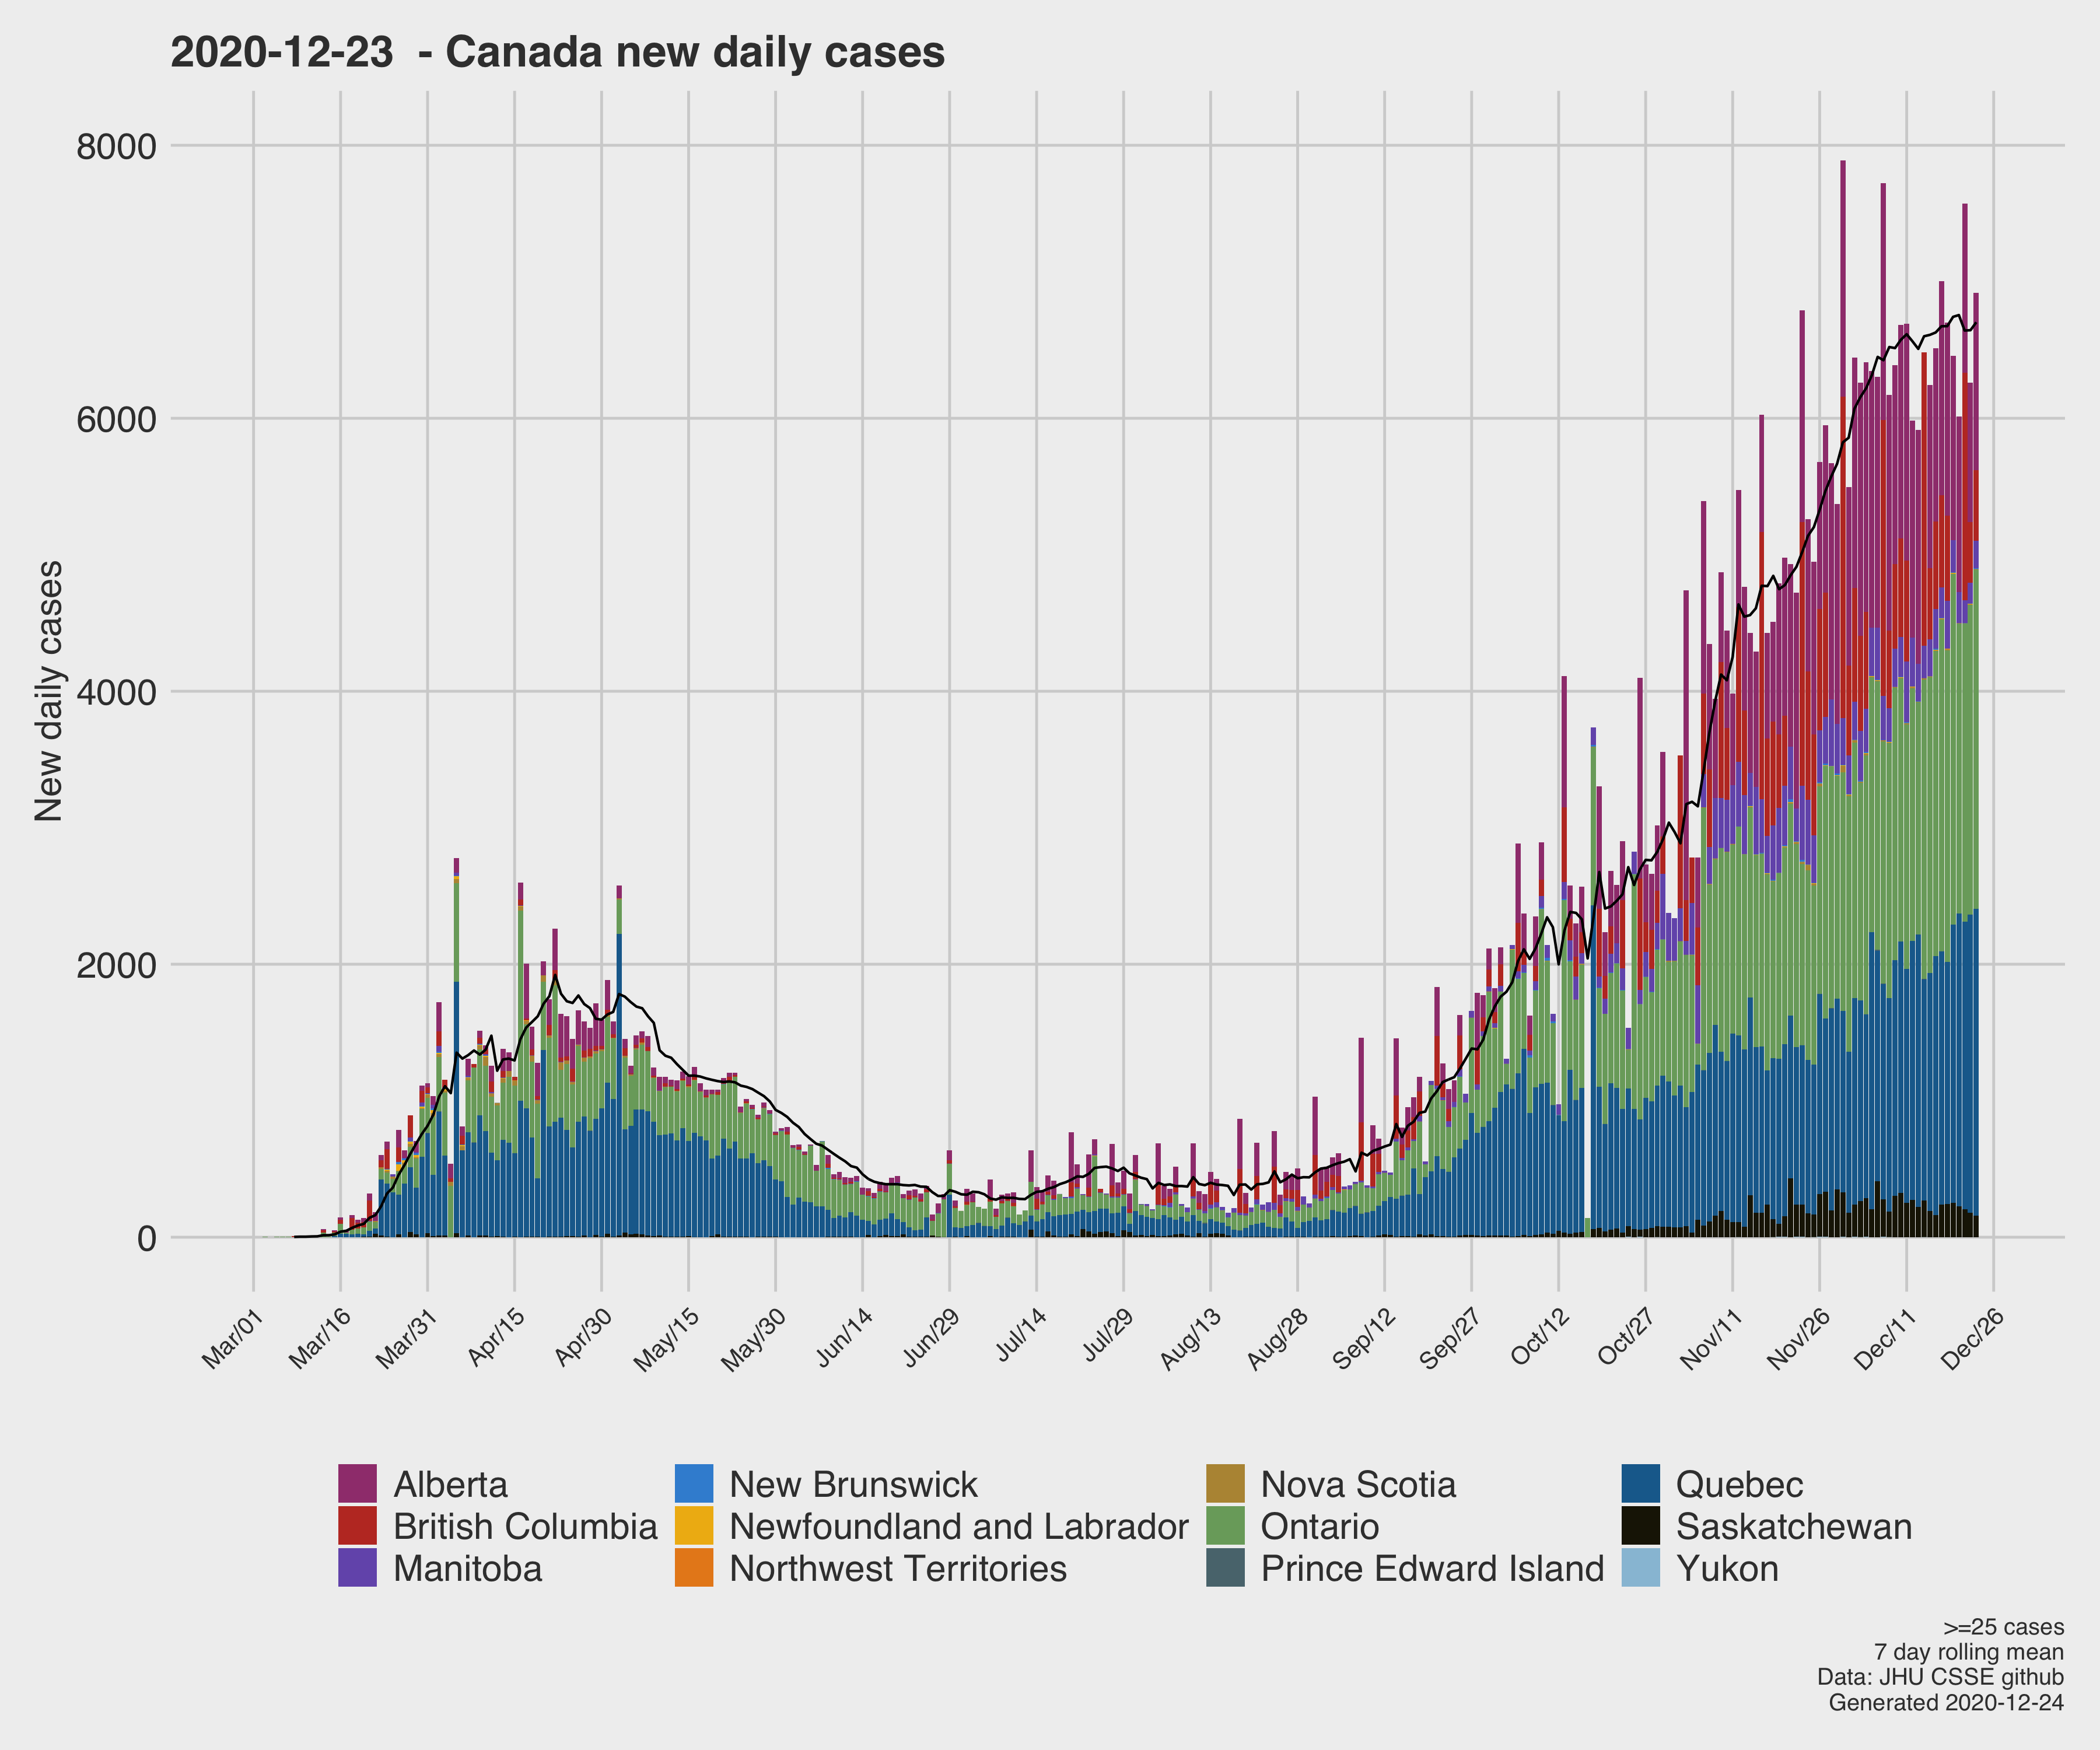 2020-12-23 - Canada new daily cases
New daily cases
8000
6000
4000
2000
0
Mar/01 Mar/16 Mar/31 Apr/15 Apr/30 May/15 May/30 Jun/14 Jun/29 Jul/14 Jul/29 Aug/13 Aug/28 Sep/12 Sep/27 Oct/12 Oct/27 Nov/11 Nov/26 Dec/11 Dec/26
Alberta New Brunswick Nova Scotia Quebec
British Columbia Newfoundland and Labrador Ontario Saskatchewan
Manitoba Northwest Territories Prince Edward Island Yukon
>=25 cases
7 day rolling mean
Data: JHU CSSE github
Generated 2020-12-24